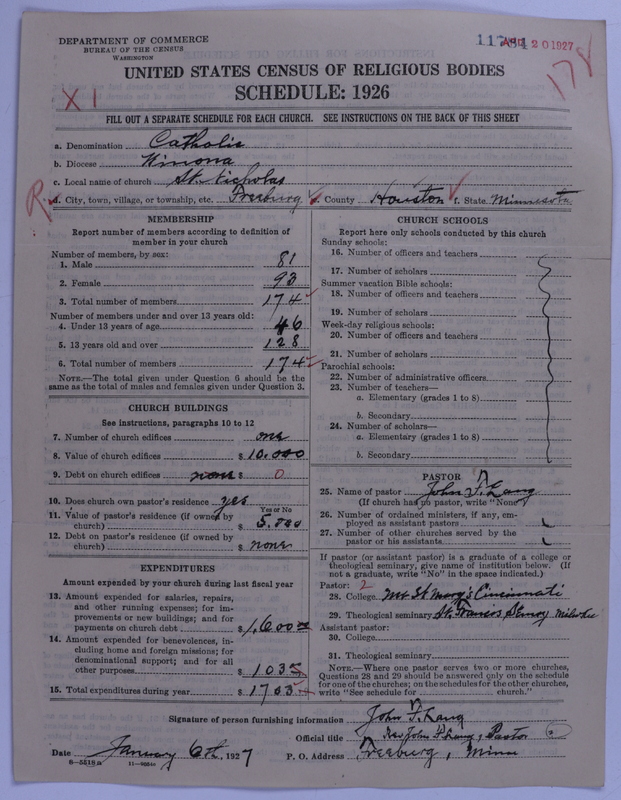 DEPARTMENT OF COMMERCE
BUREAU OF THE CENSUS
WASHINGTON
APR 20 1927
178
UNITED STATES CENSUS OF RELIGIOUS BODIES
SCHEDULE: 1926
X 1
FILL OUT A SEPARATE SCHEDULE FOR EACH CHURCH. SEE INSTRUCTIONS ON THE BACK OF THIS SHEET
a. Denomination Catholic
b. Diocese Winona
c. Local name of church St. Nicholas
R d. City, town, village, or township, etc. Freeburg e. County Houston f. State Minnesota
MEMBERSHIP
Report number of members according to definition of
member in your church
Number of members, by sex:
1. Male 81
2. Female 93
3. Total number of members 174
Number of members under and over 13 years old:
4. Under 13 years of age 46
5. 13 years old and over 128
6. Total number of members 174
NOTE.—The total given under Question 6 should be the
same as the total of males and females given under Question 3.
CHURCH BUILDINGS
See instructions, paragraphs 10 to 12
7. Number of church edifices one
8. Value of church edifices $ 10.000
9. Debt on church edifices none $ 0
10. Does church own pastor's residence yes
Yes or No
11. Value of pastor's residence (if owned by
church) $ 5.000
12. Debt on pastor's residence (if owned by
church) $ none
EXPENDITURES
Amount expended by your church during last fiscal year
13. Amount expended for salaries, repairs,
and other running expenses; for im-
provements or new buildings; and for
payments on church debt $ 1,600
14. Amount expended for benevolences, in-
cluding home and foreign missions; for
denominational support; and for all
other purposes $ 103
15. Total expenditures during year $ 1703
CHURCH SCHOOLS
Report here only schools conducted by this church
Sunday schools:
16. Number of officers and teachers
17. Number of scholars
Summer vacation Bible schools:
18. Number of officers and teachers
19. Number of scholars
Week-day religious schools:
20. Number of officers and teachers
21. Number of scholars
Parochial schools:
22. Number of administrative officers
23. Number of teachers—
a. Elementary (grades 1 to 8)
b. Secondary
24. Number of scholars—
a. Elementary (grades 1 to 8)
b. Secondary
PASTOR
25. Name of pastor John F. Lang
(If church has no pastor, write "None")
26. Number of ordained ministers, if any, em-
ployed as assistant pastors
27. Number of other churches served by the
pastor or his assistants
If pastor (or assistant pastor) is a graduate of a college or
theological seminary, give name of institution below. (If
not a graduate, write "No" in the space indicated.)
Pastor: 2
28. College Mt St Mary's Cincinnati
29. Theological seminary St. Francis Milwkee
Assistant pastor:
30. College
31. Theological seminary
NOTE.—Where one pastor serves two or more churches,
Questions 28 and 29 should be answered only on the schedule
for one of the churches; on the schedules for the other churches,
write "See schedule for church."
Signature of person furnishing information John F. Lang
Official title Rev John F. Lang, Pastor
Date January 6th, 1927 P. O. Address Freeburg, Minn
8—5518a 11—9684a